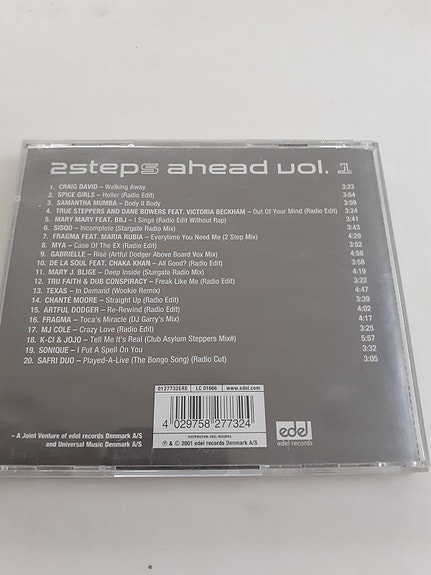 2steps ahead vol. 1
1. CRAIG DAVID – Walking Away 3:23
2. SPICE GIRLS – Holler (Radio Edit) 3:54
3. SAMANTHA MUMBA – Body II Body 3:59
4. TRUE STEPPERS AND DANE BOWERS FEAT. VICTORIA BECKHAM – Out Of Your Mind (Radio Edit) 3:24
5. MARY MARY FEAT. BBJ – I Sings (Radio Edit Without Rap) 4:41
6. SISQO – Incomplete (Stargate Radio Mix) 3:43
7. FRAGMA FEAT. MARIA RUBIA – Everytime You Need Me (2 Step Mix) 4:29
8. MYA – Case Of The EX (Radio Edit) 3:52
9. GABRIELLE – Rise (Artful Dodger Above Board Vox Mix) 4:58
10. DE LA SOUL FEAT. CHAKA KHAN – All Good? (Radio Edit) 3:58
11. MARY J. BLIGE – Deep Inside (Stargate Radio Mix) 4:19
12. TRU FAITH & DUB CONSPIRACY – Freak Like Me (Radio Edit) 3:22
13. TEXAS – In Demand (Wookie Remix) 4:47
14. CHANTÉ MOORE – Straight Up (Radio Edit) 3:39
15. ARTFUL DODGER – Re-Rewind (Radio Edit) 4:02
16. FRAGMA – Toca's Miracle (DJ Garry's Mix) 4:16
17. MJ COLE – Crazy Love (Radio Edit) 3:25
18. K-CI & JOJO – Tell Me It's Real (Club Asylum Steppers Mix#) 5:57
19. SONIQUE – I Put A Spell On You 3:32
20. SAFRI DUO – Played-A-Live (The Bongo Song) (Radio Cut) 3:05
0127732ERE LC 01666 www.edel.com
4 029758 277324
– A Joint Venture of edel records Denmark A/S
and Universal Music Denmark A/S
℗ & © 2001 edel records Denmark A/S
edel
edel records